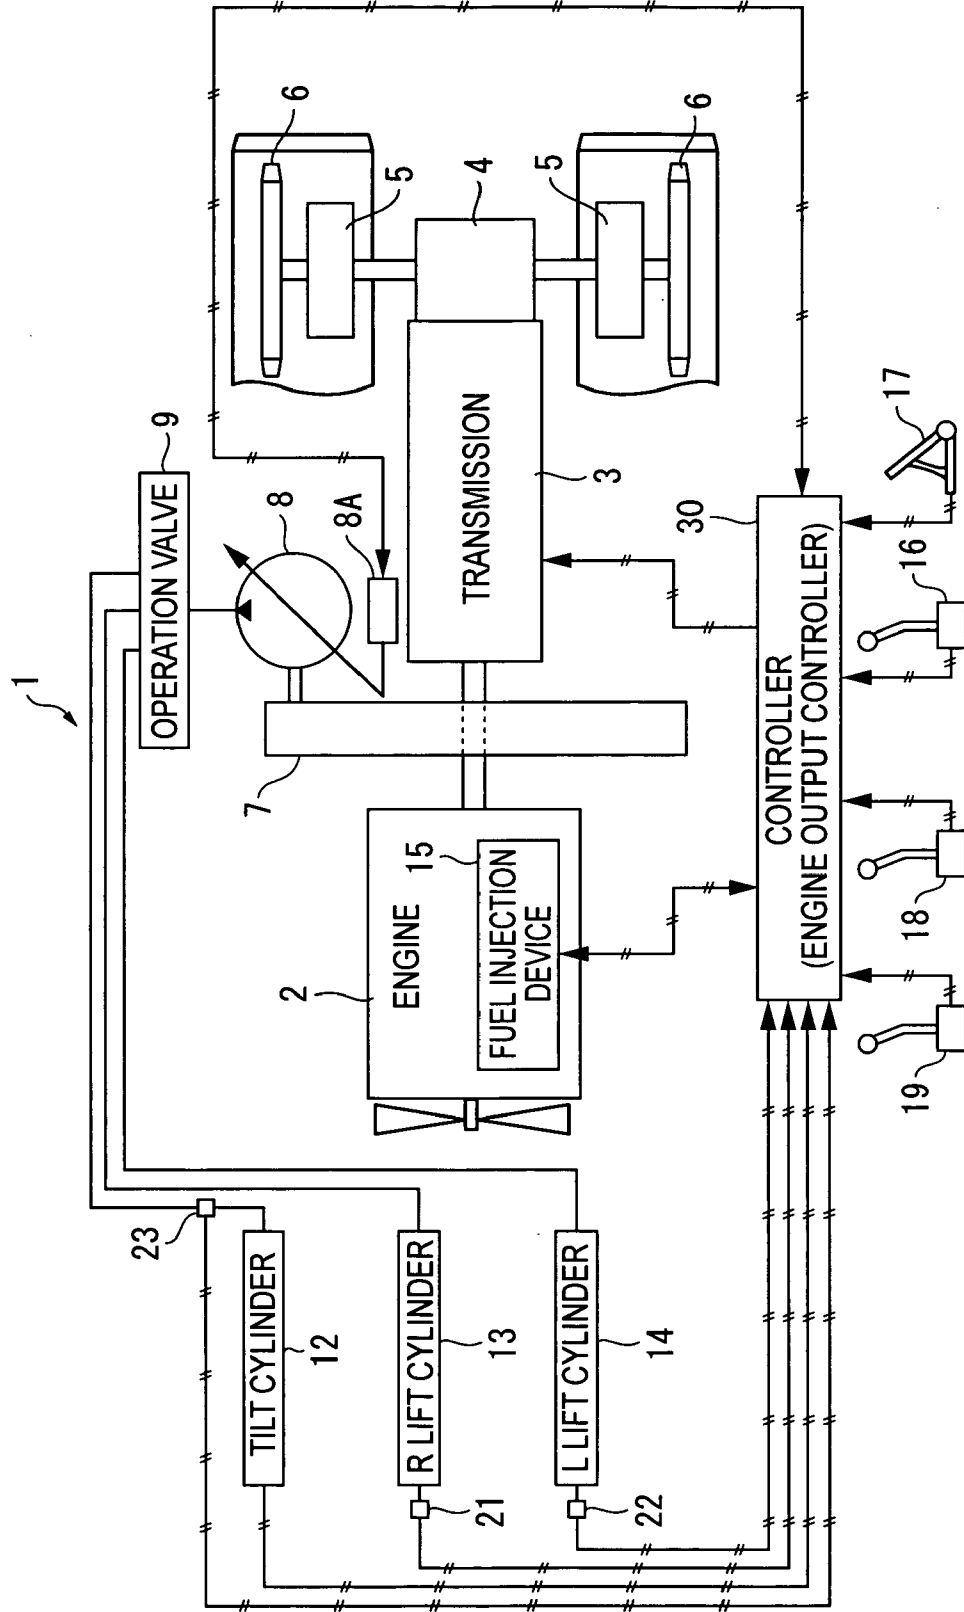 1
OPERATION VALVE
9
8
8A
6
5
4
5
6
7
TRANSMISSION
3
2
ENGINE
15
FUEL INJECTION
DEVICE
23
TILT CYLINDER
12
R LIFT CYLINDER
13
L LIFT CYLINDER
14
21
22
30
CONTROLLER
(ENGINE OUTPUT CONTROLLER)
19
18
16
17